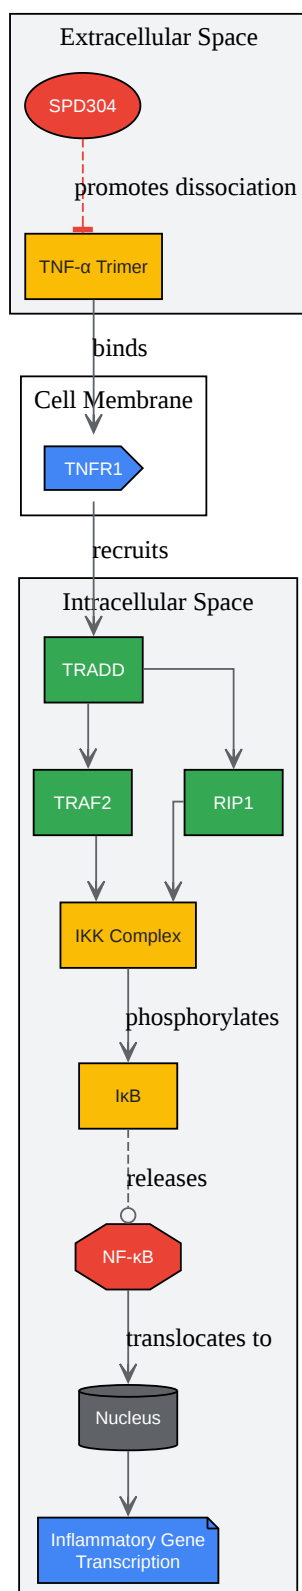 Extracellular Space
SPD304
promotes dissociation
TNF-α Trimer
binds
Cell Membrane
TNFR1
recruits
Intracellular Space
TRADD
TRAF2
RIP1
IKK Complex
phosphorylates
IκB
releases
NF-κB
translocates to
Nucleus
Inflammatory Gene
Transcription